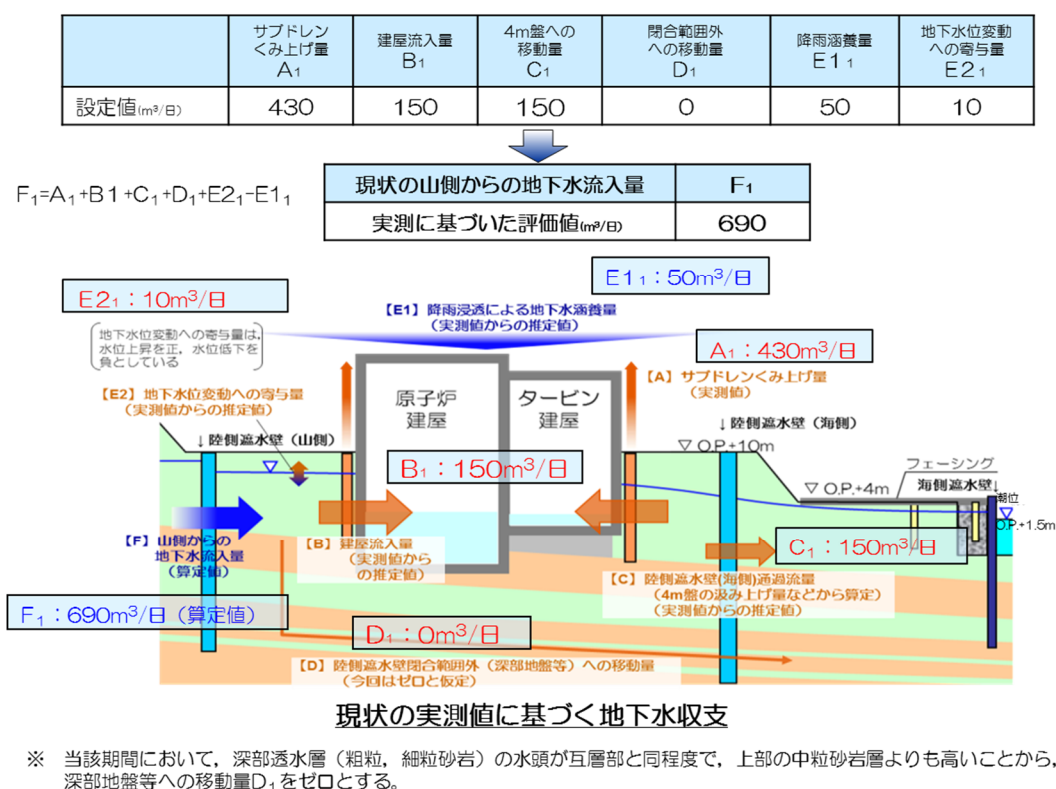 サブドレン
くみ上げ量
A₁
建屋流入量
B₁
4m盤への
移動量
C₁
閉合範囲外
への移動量
D₁
降雨涵養量
E1₁
地下水位変動
への寄与量
E2₁
設定値(m³/日) 430 150 150 0 50 10
F₁=A₁+B1+C₁+D₁+E2₁-E1₁
現状の山側からの地下水流入量 F₁
実測に基づいた評価値(m³/日) 690
E1₁：50m³/日
E2₁：10m³/日
【E1】降雨浸透による地下水涵養量
（実測値からの推定値）
地下水位変動への寄与量は,
水位上昇を正, 水位低下を
負としている
A₁：430m³/日
【A】サブドレンくみ上げ量
（実測値）
【E2】地下水位変動への寄与量
（実測値からの推定値）
原子炉
建屋
タービン
建屋
↓陸側遮水壁（山側）
↓陸側遮水壁（海側）
▽O.P.+10m
B₁：150m³/日
フェーシング
▽O.P.+4m
海側遮水壁↓
潮位
O.P.+1.5m
【F】山側からの
地下水流入量
（算定値）
【B】建屋流入量
（実測値から
の推定値）
C₁：150m³/日
【C】陸側遮水壁(海側)通過流量
（4m盤の汲み上げ量などから算定）
（実測値からの推定値）
F₁：690m³/日（算定値）
D₁：0m³/日
【D】陸側遮水壁閉合範囲外（深部地盤等）への移動量
（今回はゼロと仮定）
現状の実測値に基づく地下水収支
※ 当該期間において，深部透水層（粗粒，細粒砂岩）の水頭が互層部と同程度で，上部の中粒砂岩層よりも高いことから，
深部地盤等への移動量D₁をゼロとする。